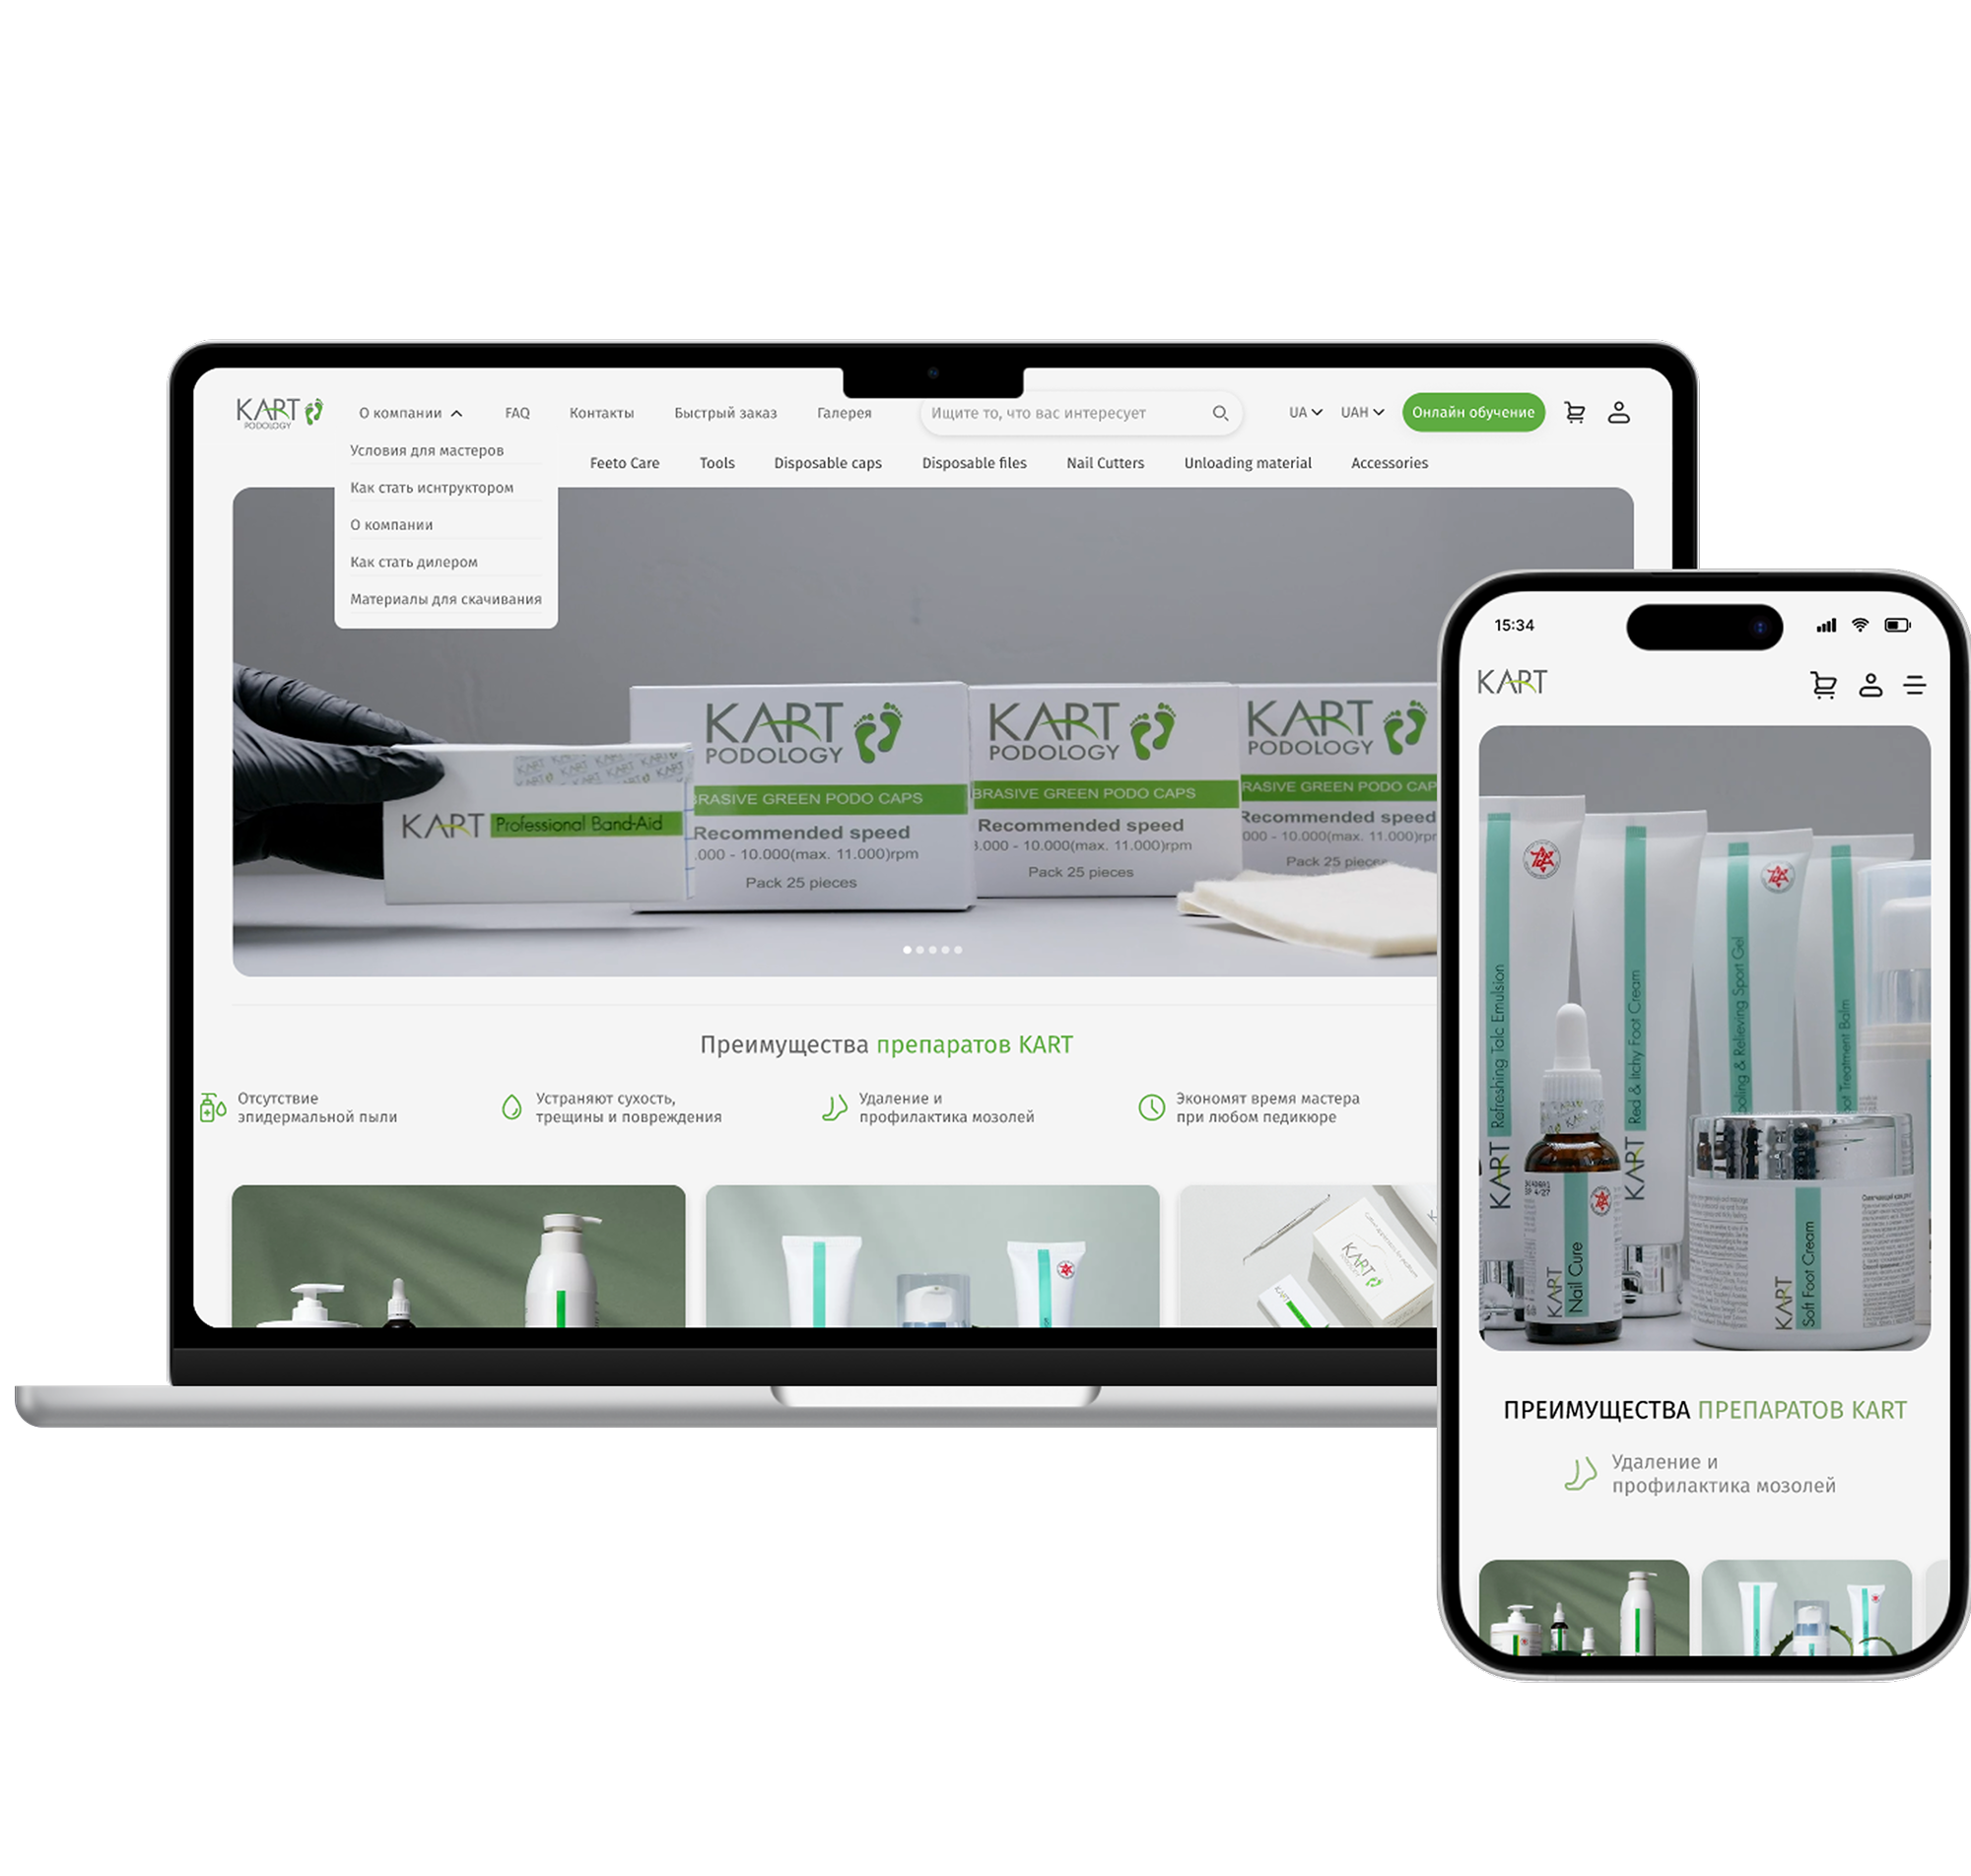 KART
PODOLOGY
О компании
FAQ
Контакты
Быстрый заказ
Галерея
Ищите то, что вас интересует
UA
UAH
Онлайн обучение
Условия для мастеров
Как стать иснтруктором
О компании
Как стать дилером
Материалы для скачивания
Feeto Care
Tools
Disposable caps
Disposable files
Nail Cutters
Unloading material
Accessories
KART Professional Band-Aid
KART
PODOLOGY
BRASIVE GREEN PODO CAPS
Recommended speed
.000 - 10.000(max. 11.000)rpm
Pack 25 pieces
KART
PODOLOGY
BRASIVE GREEN PODO CAPS
Recommended speed
.000 - 10.000(max. 11.000)rpm
Pack 25 pieces
KART
PODOLOGY
RASIVE GREEN PODO CAP
Recommended speed
000 - 10.000(max. 11.000)rpr
Pack 25 pieces
Преимущества препаратов KART
Отсутствие
эпидермальной пыли
Устраняют сухость,
трещины и повреждения
Удаление и
профилактика мозолей
Экономят время мастера
при любом педикюре
KART
PODOLOGY
15:34
KART
KART Refreshing Talc Emulsion
KART Red & Itchy Foot Cream
ooling & Relieving Sport Gel
oot Treatment Balm
KART
Nail Cure
KART
Soft Foot Cream
ПРЕИМУЩЕСТВА ПРЕПАРАТОВ KART
Удаление и
профилактика мозолей